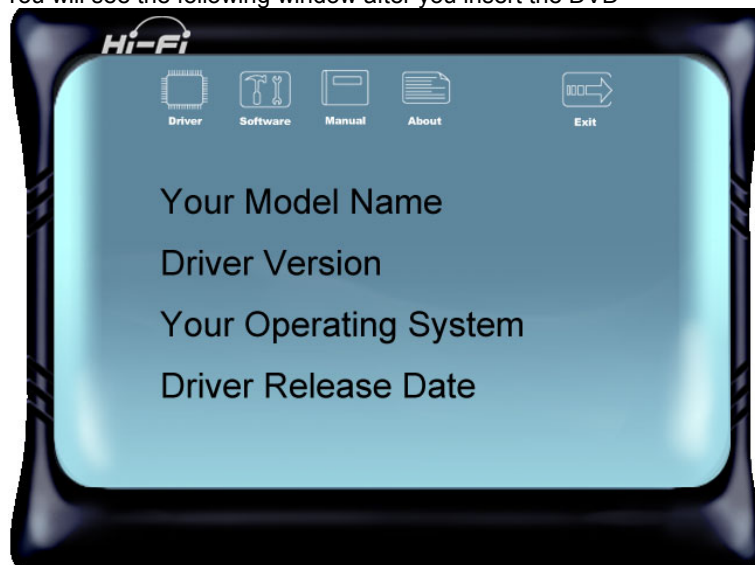 You will see the following window after you insert the DVD
Hi-Fi
Driver Software Manual About Exit
Your Model Name
Driver Version
Your Operating System
Driver Release Date